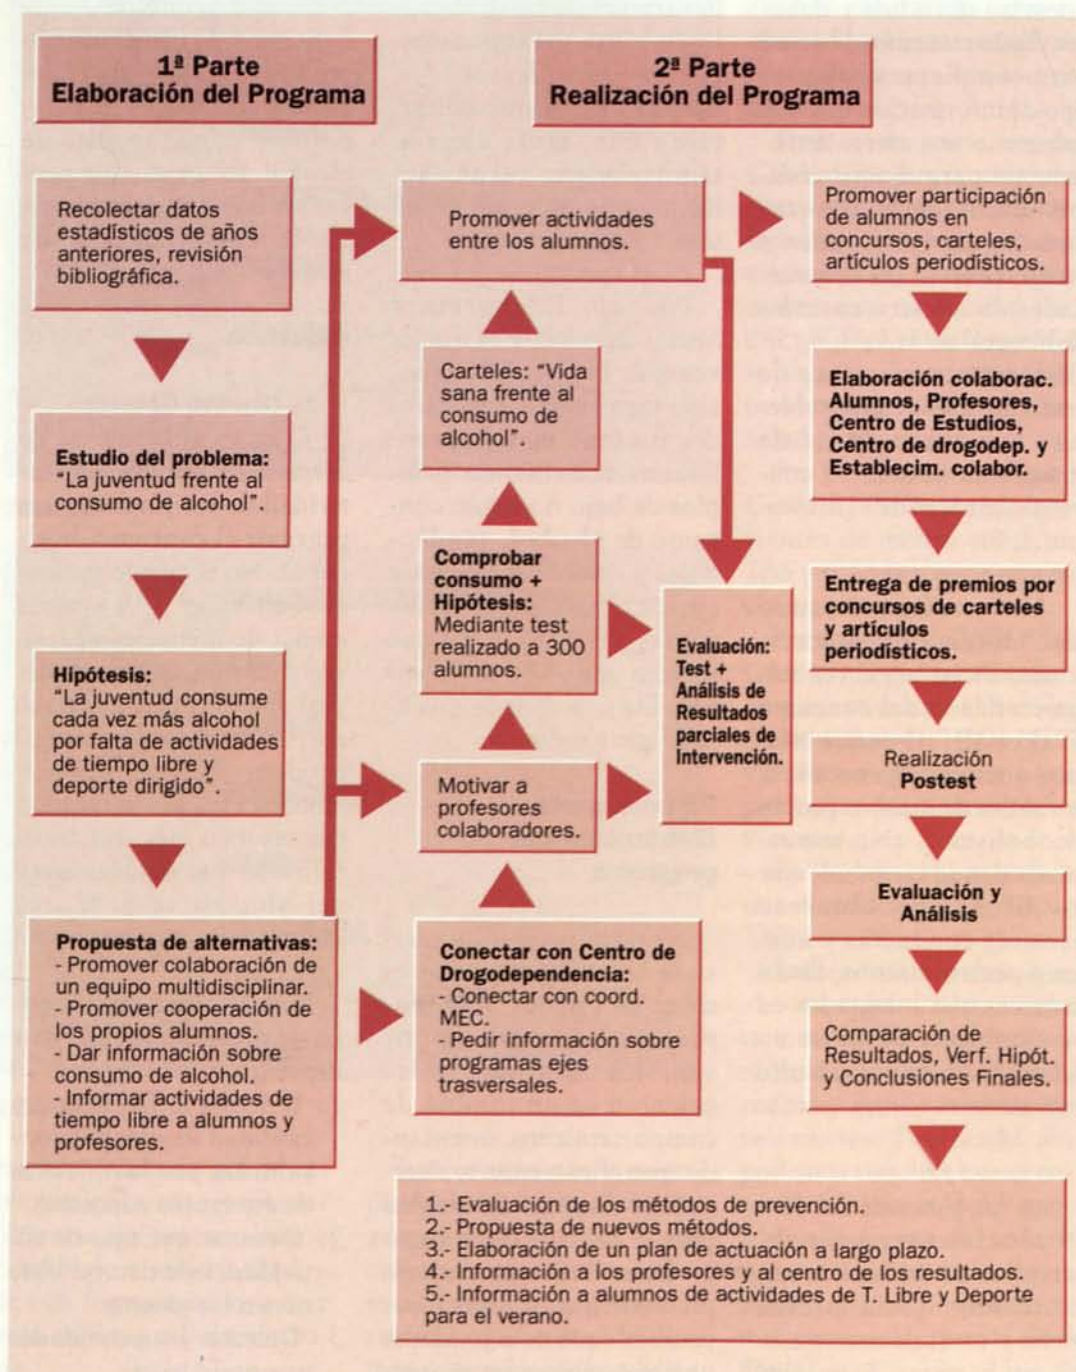 1ª Parte
Elaboración del Programa
2ª Parte
Realización del Programa
Recolectar datos
estadísticos de años
anteriores, revisión
bibliográfica.
Estudio del problema:
“La juventud frente al
consumo de alcohol”.
Hipótesis:
“La juventud consume
cada vez más alcohol
por falta de actividades
de tiempo libre y
deporte dirigido”.
Propuesta de alternativas:
- Promover colaboración de
un equipo multidisciplinar.
- Promover cooperación de
los propios alumnos.
- Dar información sobre
consumo de alcohol.
- Informar actividades de
tiempo libre a alumnos y
profesores.
Promover actividades
entre los alumnos.
Carteles: “Vida
sana frente al
consumo de
alcohol”.
Comprobar
consumo +
Hipótesis:
Mediante test
realizado a 300
alumnos.
Motivar a
profesores
colaboradores.
Conectar con Centro de
Drogodependencia:
- Conectar con coord.
MEC.
- Pedir información sobre
programas ejes
trasversales.
Evaluación:
Test +
Análisis de
Resultados
parciales de
Intervención.
Promover participación
de alumnos en
concursos, carteles,
artículos periodísticos.
Elaboración colaborac.
Alumnos, Profesores,
Centro de Estudios,
Centro de drogodep. y
Establecim. colabor.
Entrega de premios por
concursos de carteles
y artículos
periodísticos.
Realización
Postest
Evaluación y
Análisis
Comparación de
Resultados, Verf. Hipót.
y Conclusiones Finales.
1.- Evaluación de los métodos de prevención.
2.- Propuesta de nuevos métodos.
3.- Elaboración de un plan de actuación a largo plazo.
4.- Información a los profesores y al centro de los resultados.
5.- Información a alumnos de actividades de T. Libre y Deporte
para el verano.